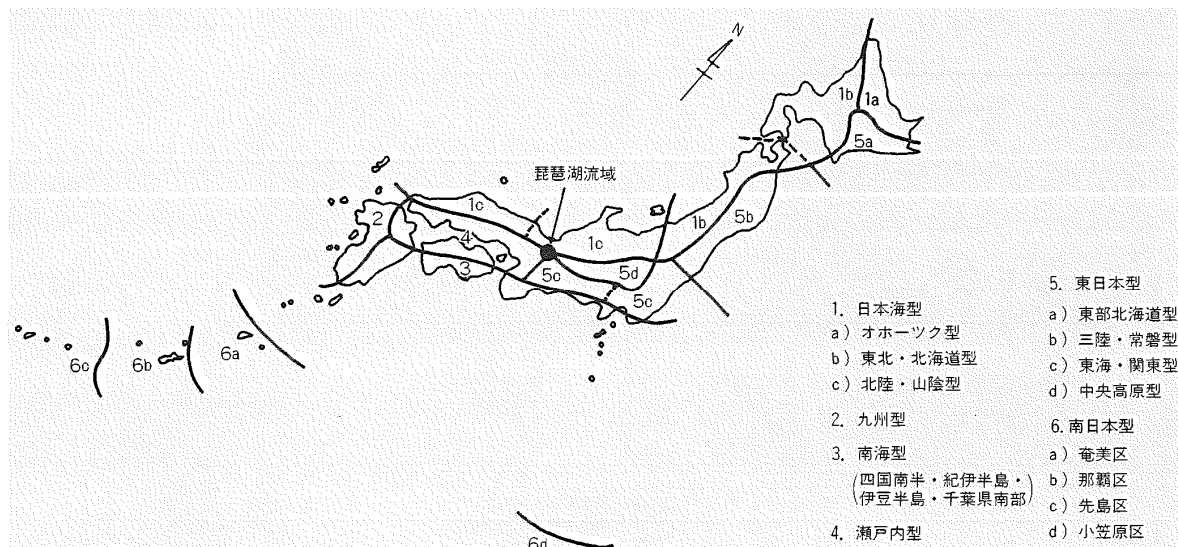 N
1b
1a
5a
琵琶湖流域
1c
2
4
3
5c
1c
5d
5c
1b
5b
6c
6b
6a
6d
1. 日本海型
a) オホーツク型
b) 東北・北海道型
c) 北陸・山陰型
2. 九州型
3. 南海型
(四国南半・紀伊半島・
伊豆半島・千葉県南部)
4. 瀬戸内型
5. 東日本型
a) 東部北海道型
b) 三陸・常磐型
c) 東海・関東型
d) 中央高原型
6. 南日本型
a) 奄美区
b) 那覇区
c) 先島区
d) 小笠原区